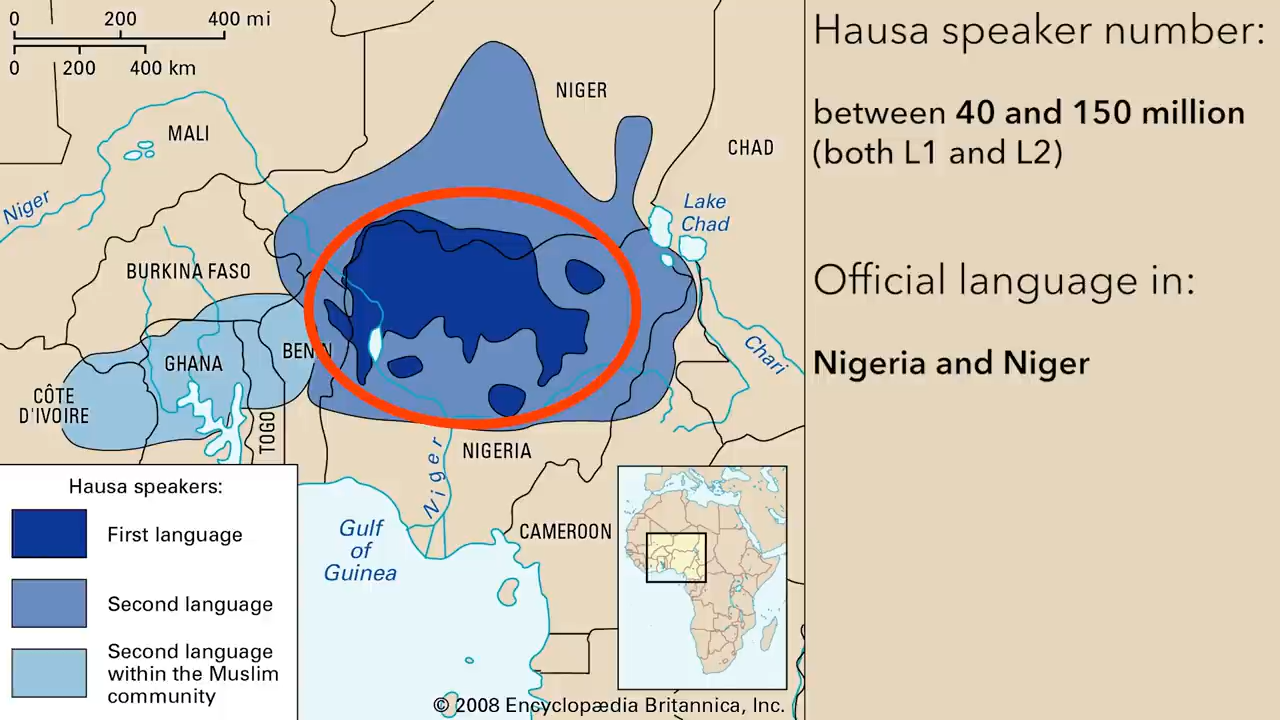 0 200 400 mi
0 200 400 km
MALI
NIGER
CHAD
Niger
Lake
Chad
BURKINA FASO
BENIN
GHANA
CÔTE
D'IVOIRE
TOGO
Chari
NIGERIA
Niger
Gulf
of
Guinea
CAMEROON
Hausa speakers:
First language
Second language
Second language
within the Muslim
community
© 2008 Encyclopædia Britannica, Inc.
Hausa speaker number:
between 40 and 150 million
(both L1 and L2)
Official language in:
Nigeria and Niger